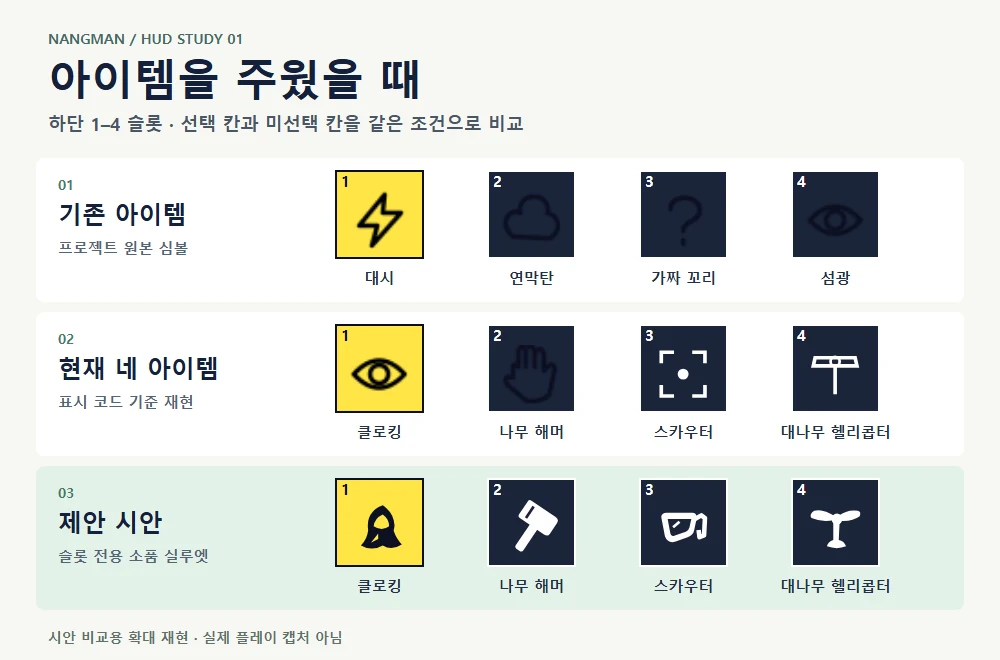 NANGMAN / HUD STUDY 01
아이템을 주웠을 때
하단 1–4 슬롯 · 선택 칸과 미선택 칸을 같은 조건으로 비교
01
기존 아이템
프로젝트 원본 심볼
1 2 3 4
?
대시 연막탄 가짜 꼬리 섬광
02
현재 네 아이템
표시 코드 기준 재현
1 2 3 4
클로킹 나무 해머 스카우터 대나무 헬리콥터
03
제안 시안
슬롯 전용 소품 실루엣
1 2 3 4
클로킹 나무 해머 스카우터 대나무 헬리콥터
시안 비교용 확대 재현 · 실제 플레이 캡처 아님